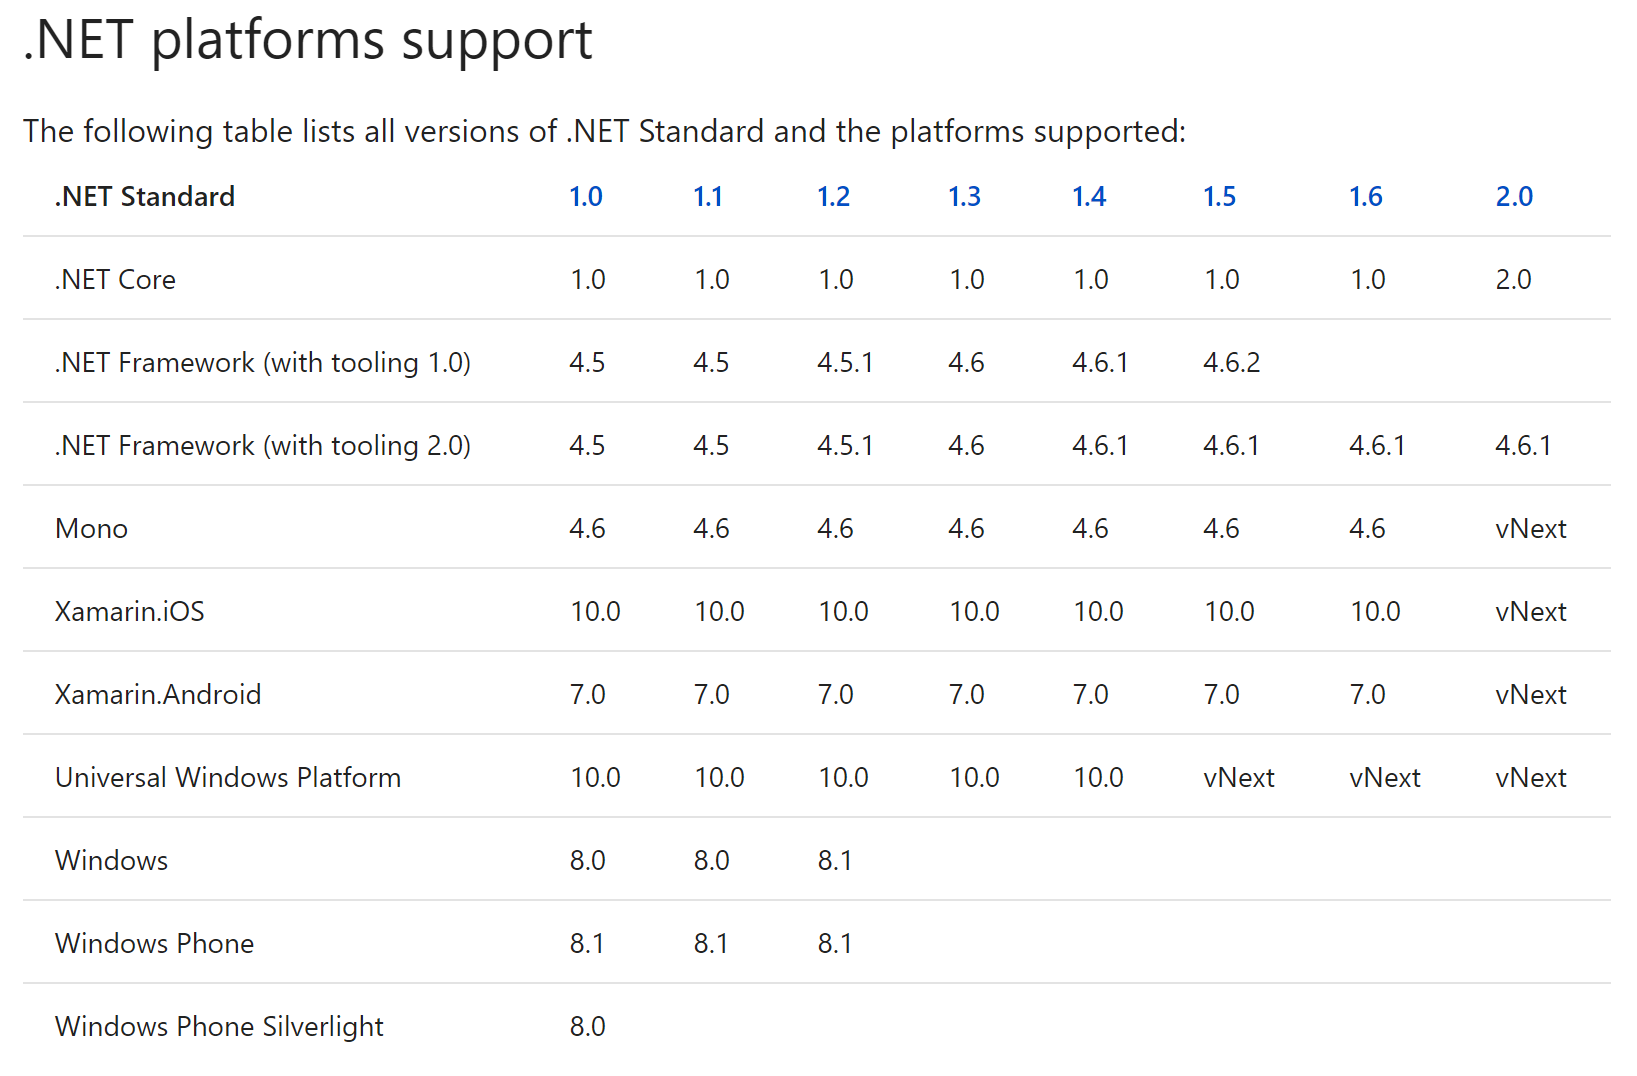 .NET platforms support
The following table lists all versions of .NET Standard and the platforms supported:
.NET Standard 1.0 1.1 1.2 1.3 1.4 1.5 1.6 2.0
.NET Core 1.0 1.0 1.0 1.0 1.0 1.0 1.0 2.0
.NET Framework (with tooling 1.0) 4.5 4.5 4.5.1 4.6 4.6.1 4.6.2
.NET Framework (with tooling 2.0) 4.5 4.5 4.5.1 4.6 4.6.1 4.6.1 4.6.1 4.6.1
Mono 4.6 4.6 4.6 4.6 4.6 4.6 4.6 vNext
Xamarin.iOS 10.0 10.0 10.0 10.0 10.0 10.0 10.0 vNext
Xamarin.Android 7.0 7.0 7.0 7.0 7.0 7.0 7.0 vNext
Universal Windows Platform 10.0 10.0 10.0 10.0 10.0 vNext vNext vNext
Windows 8.0 8.0 8.1
Windows Phone 8.1 8.1 8.1
Windows Phone Silverlight 8.0